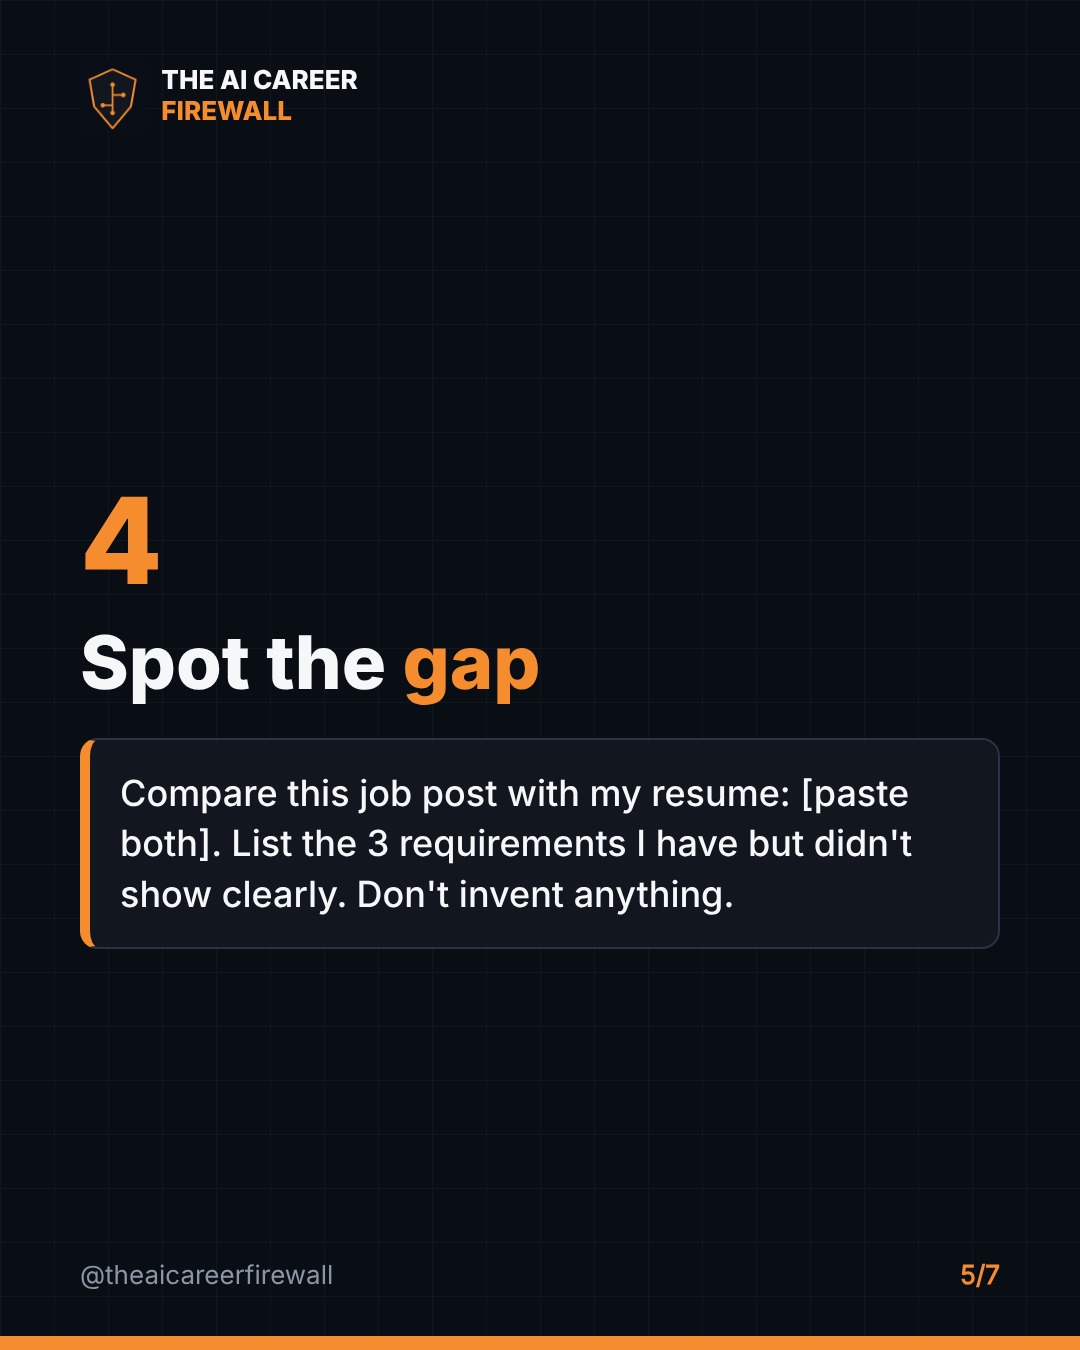 THE AI CAREER
FIREWALL
4
Spot the gap
Compare this job post with my resume: [paste
both]. List the 3 requirements I have but didn't
show clearly. Don't invent anything.
@theaicareerfirewall
5/7